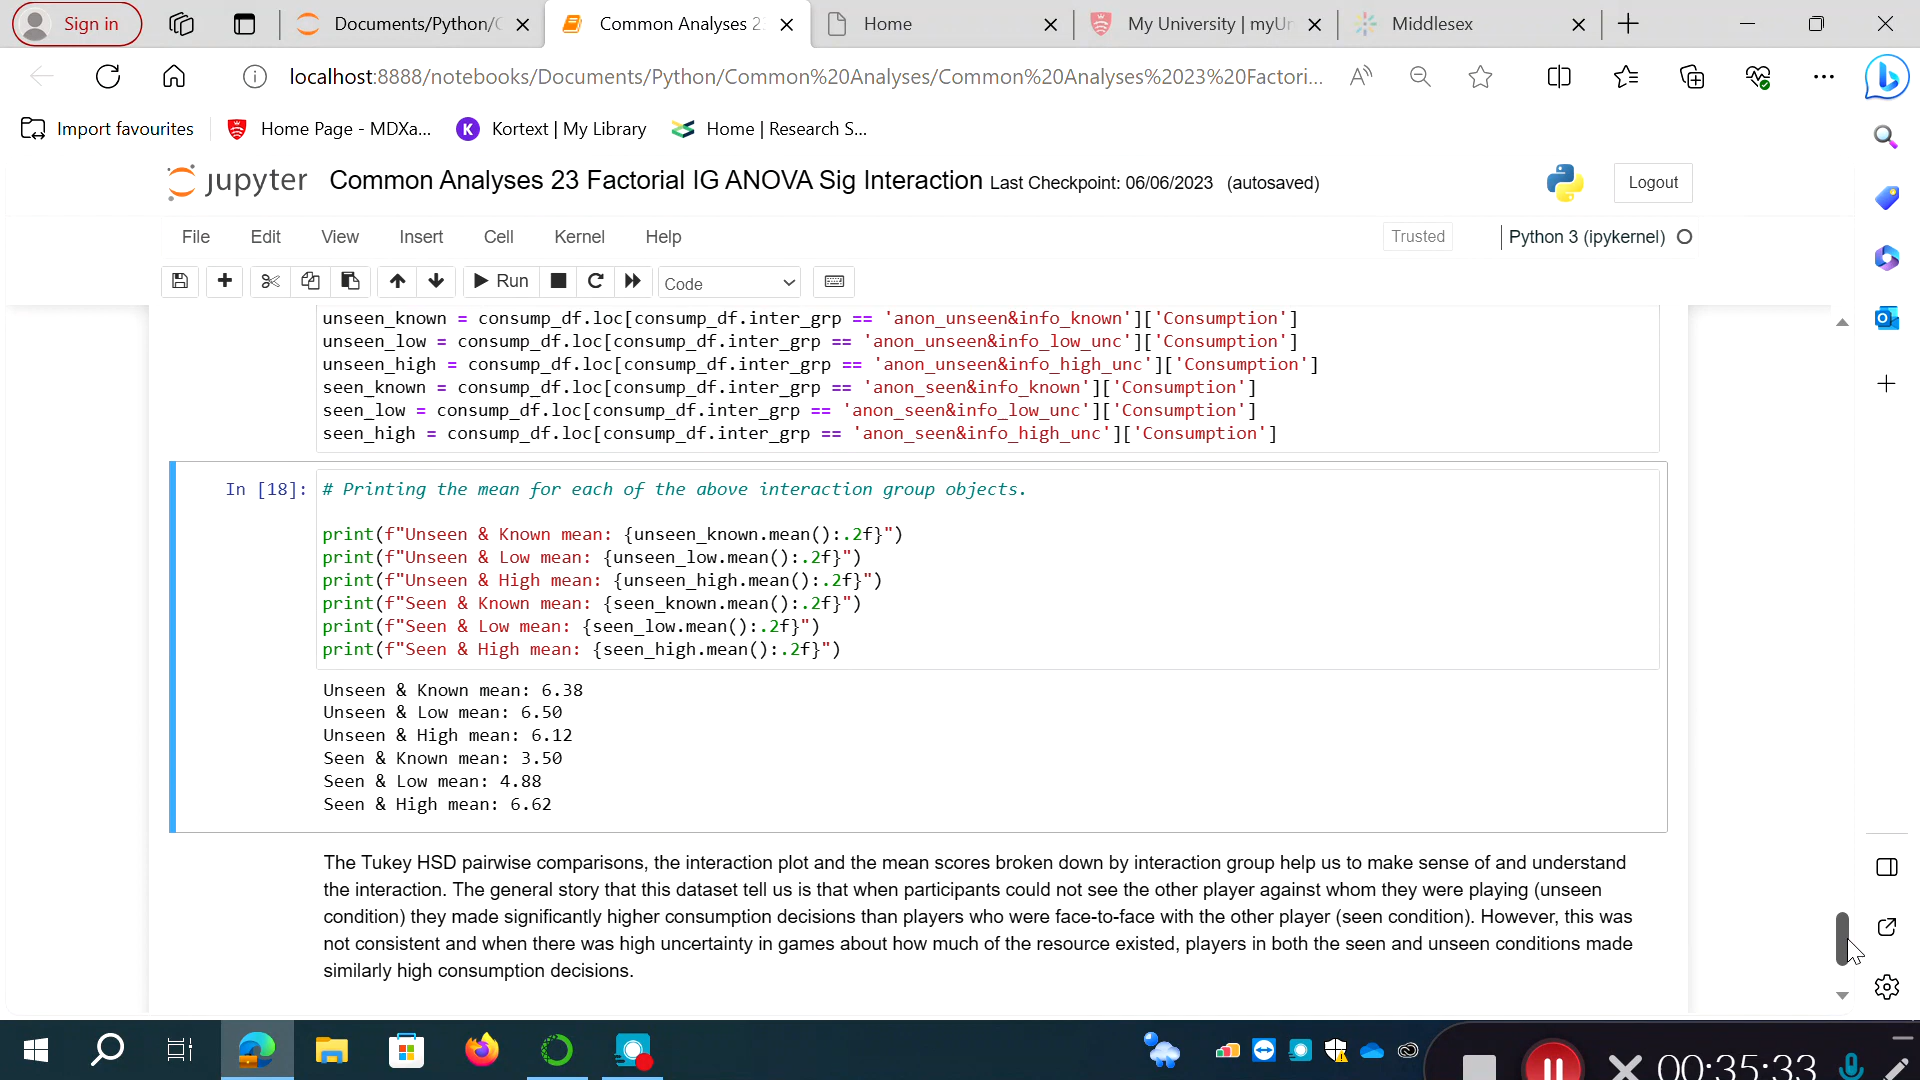 Sign in
Documents/Python/C
Common Analyses 2
Home
My University | myUn
Middlesex
localhost:8888/notebooks/Documents/Python/Common%20Analyses/Common%20Analyses%2023%20Factori...
Import favourites
Home Page - MDXa...
Kortext | My Library
Home | Research S...
jupyter
Common Analyses 23 Factorial IG ANOVA Sig Interaction Last Checkpoint: 06/06/2023 (autosaved)
Logout
File Edit View Insert Cell Kernel Help
Trusted
Python 3 (ipykernel)
Run
Code
unseen_known = consump_df.loc[consump_df.inter_grp == 'anon_unseen&info_known']['Consumption']
unseen_low = consump_df.loc[consump_df.inter_grp == 'anon_unseen&info_low_unc']['Consumption']
unseen_high = consump_df.loc[consump_df.inter_grp == 'anon_unseen&info_high_unc']['Consumption']
seen_known = consump_df.loc[consump_df.inter_grp == 'anon_seen&info_known']['Consumption']
seen_low = consump_df.loc[consump_df.inter_grp == 'anon_seen&info_low_unc']['Consumption']
seen_high = consump_df.loc[consump_df.inter_grp == 'anon_seen&info_high_unc']['Consumption']
In [18]: # Printing the mean for each of the above interaction group objects.
print(f"Unseen & Known mean: {unseen_known.mean():.2f}")
print(f"Unseen & Low mean: {unseen_low.mean():.2f}")
print(f"Unseen & High mean: {unseen_high.mean():.2f}")
print(f"Seen & Known mean: {seen_known.mean():.2f}")
print(f"Seen & Low mean: {seen_low.mean():.2f}")
print(f"Seen & High mean: {seen_high.mean():.2f}")
Unseen & Known mean: 6.38
Unseen & Low mean: 6.50
Unseen & High mean: 6.12
Seen & Known mean: 3.50
Seen & Low mean: 4.88
Seen & High mean: 6.62
The Tukey HSD pairwise comparisons, the interaction plot and the mean scores broken down by interaction group help us to make sense of and understand
the interaction. The general story that this dataset tell us is that when participants could not see the other player against whom they were playing (unseen
condition) they made significantly higher consumption decisions than players who were face-to-face with the other player (seen condition). However, this was
not consistent and when there was high uncertainty in games about how much of the resource existed, players in both the seen and unseen conditions made
similarly high consumption decisions.
00:35:33